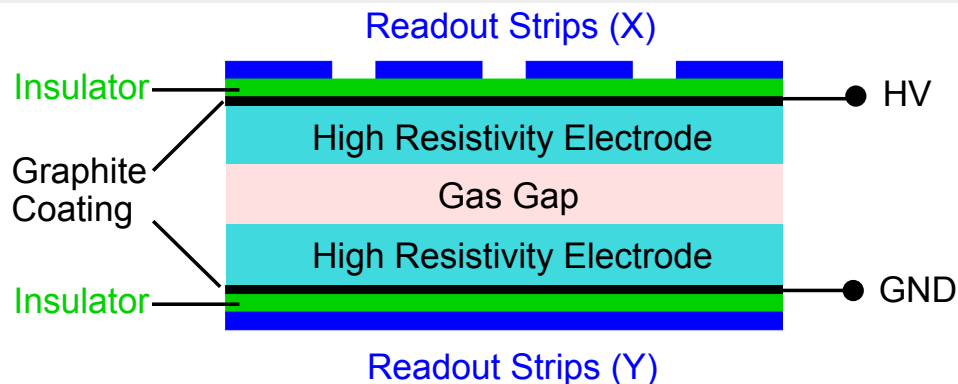 Readout Strips (X)
Insulator
HV
High Resistivity Electrode
Graphite
Coating
Gas Gap
High Resistivity Electrode
Insulator
GND
Readout Strips (Y)